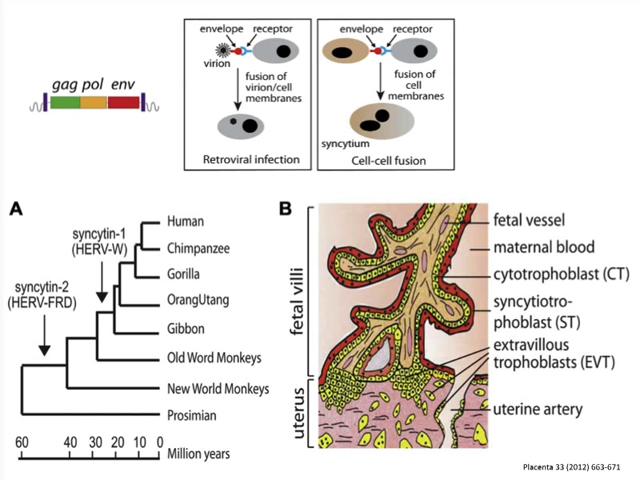 gag pol env
envelope receptor
virion
fusion of
virion/cell
membranes
Retroviral infection
envelope receptor
fusion of
cell
membranes
syncytium
Cell-cell fusion
A
syncytin-1
(HERV-W)
syncytin-2
(HERV-FRD)
Human
Chimpanzee
Gorilla
OrangUtang
Gibbon
Old Word Monkeys
New World Monkeys
Prosimian
60 40 30 20 10 0
Million years
B
fetal villi
uterus
fetal vessel
maternal blood
cytotrophoblast (CT)
syncytiotro-
phoblast (ST)
extravillous
trophoblasts (EVT)
uterine artery
Placenta 33 (2012) 663-671